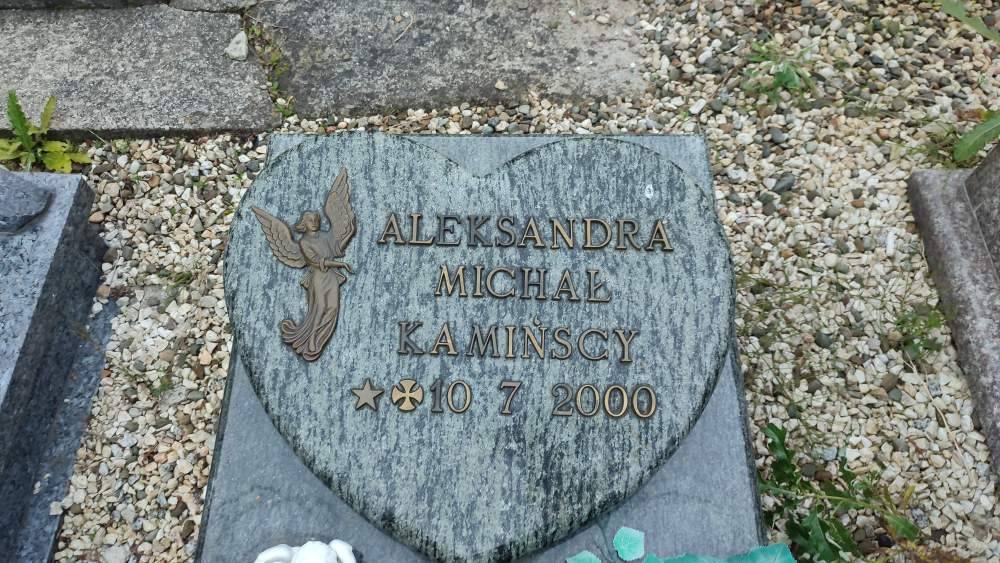 ALEKSANDRA
MICHAŁ
KAMIŃSCY
10 7 2000